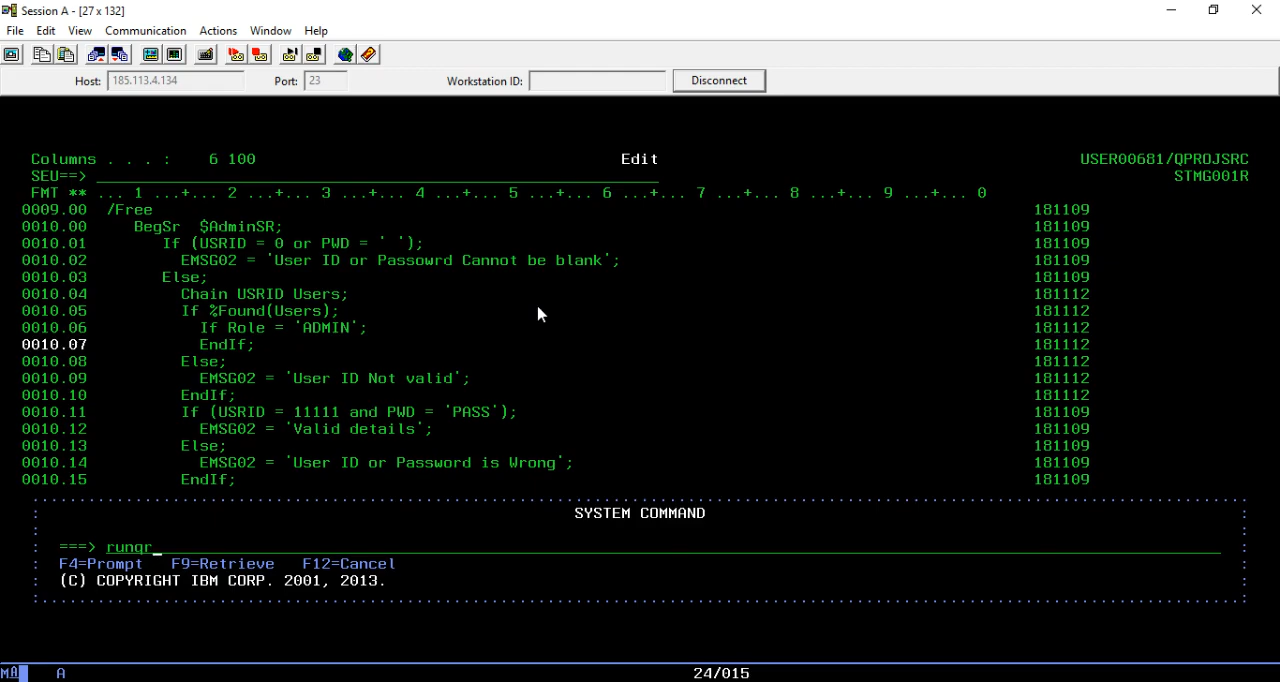 Session A - [27 x 132]
File Edit View Communication Actions Window Help
Host: 185.113.4.134 Port: 23 Workstation ID: Disconnect
Columns . . . : 6 100 Edit USER00681/QPROJSRC
SEU==> STMG001R
FMT ** ... 1 ...+... 2 ...+... 3 ...+... 4 ...+... 5 ...+... 6 ...+... 7 ...+... 8 ...+... 9 ...+... 0
0009.00 /Free 181109
0010.00 BegSr $AdminSR; 181109
0010.01 If (USRID = 0 or PWD = ' '); 181109
0010.02 EMSG02 = 'User ID or Passowrd Cannot be blank'; 181109
0010.03 Else; 181109
0010.04 Chain USRID Users; 181112
0010.05 If %Found(Users); 181112
0010.06 If Role = 'ADMIN'; 181112
0010.07 EndIf; 181112
0010.08 Else; 181112
0010.09 EMSG02 = 'User ID Not valid'; 181112
0010.10 EndIf; 181112
0010.11 If (USRID = 11111 and PWD = 'PASS'); 181109
0010.12 EMSG02 = 'Valid details'; 181109
0010.13 Else; 181109
0010.14 EMSG02 = 'User ID or Password is Wrong'; 181109
0010.15 EndIf; 181109
SYSTEM COMMAND
===> runqr_
F4=Prompt F9=Retrieve F12=Cancel
(C) COPYRIGHT IBM CORP. 2001, 2013.
MA A 24/015